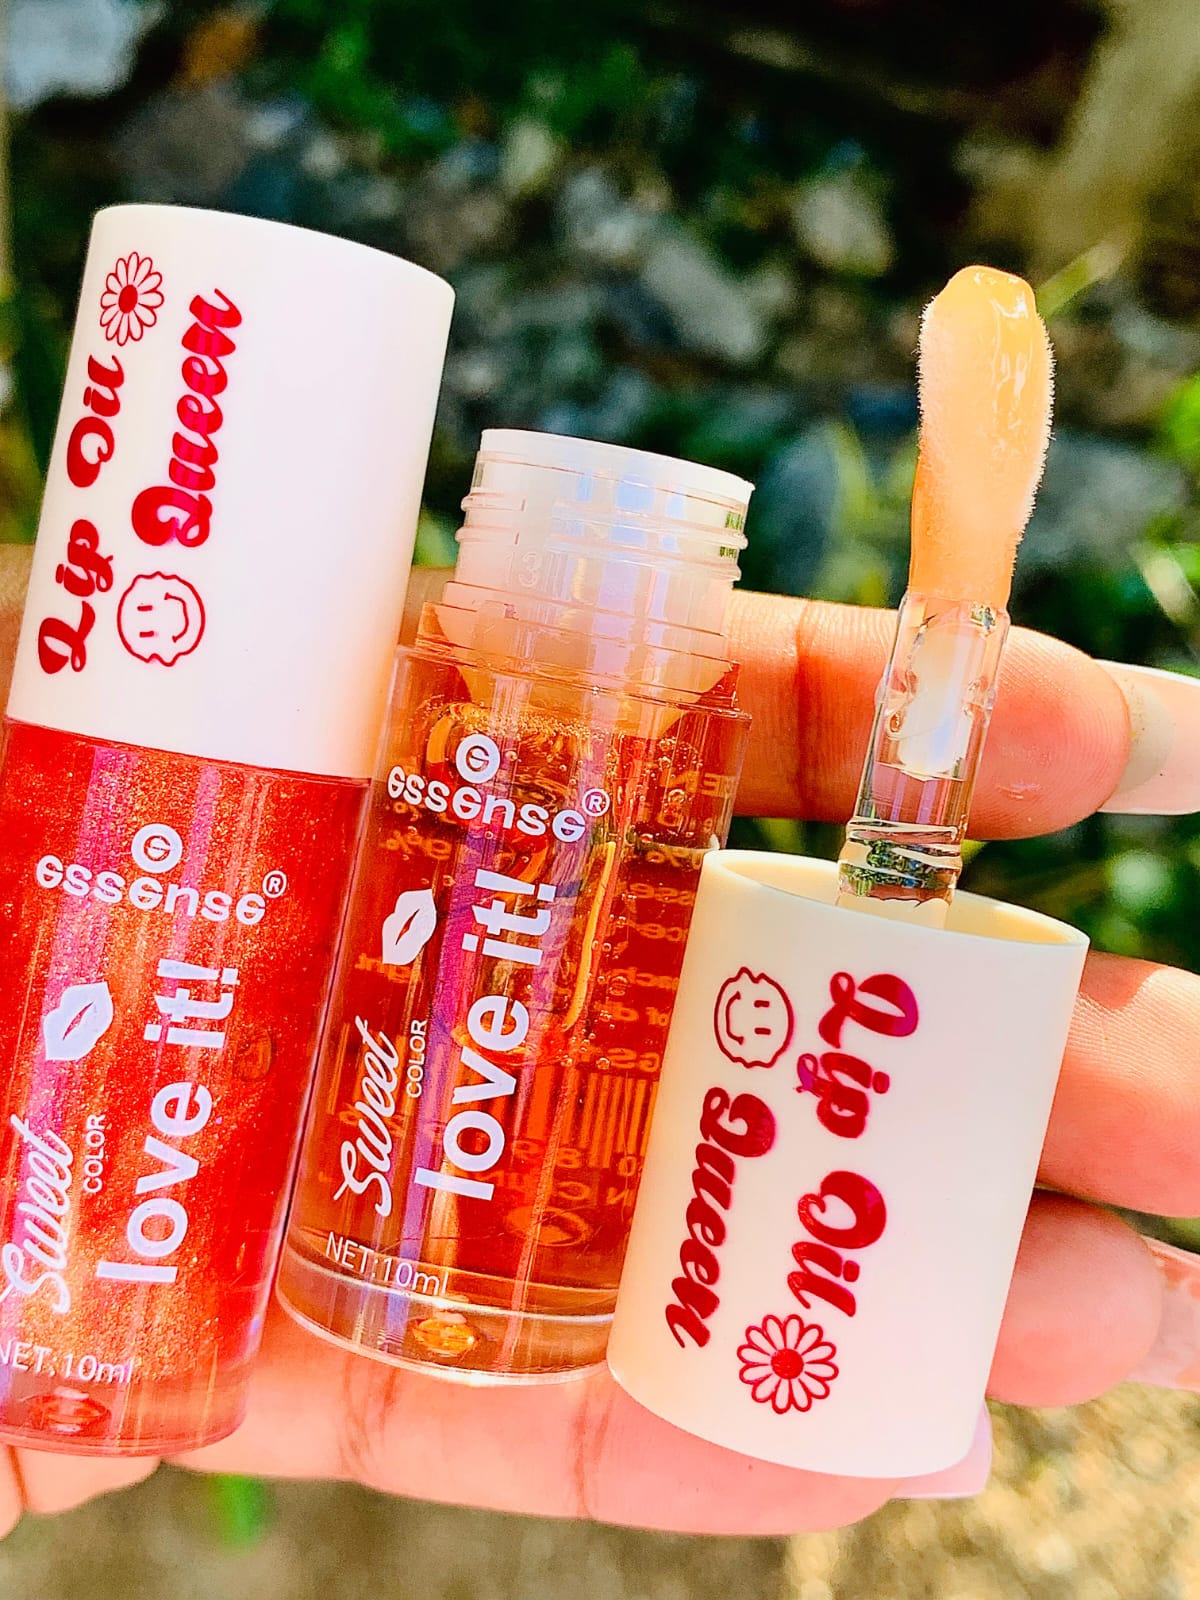 Lip Oil
Queen
essense®
Sweet
COLOR
love it!
NET:10ml
essense®
Sweet
COLOR
love it!
NET:10ml
Lip Oil
Queen